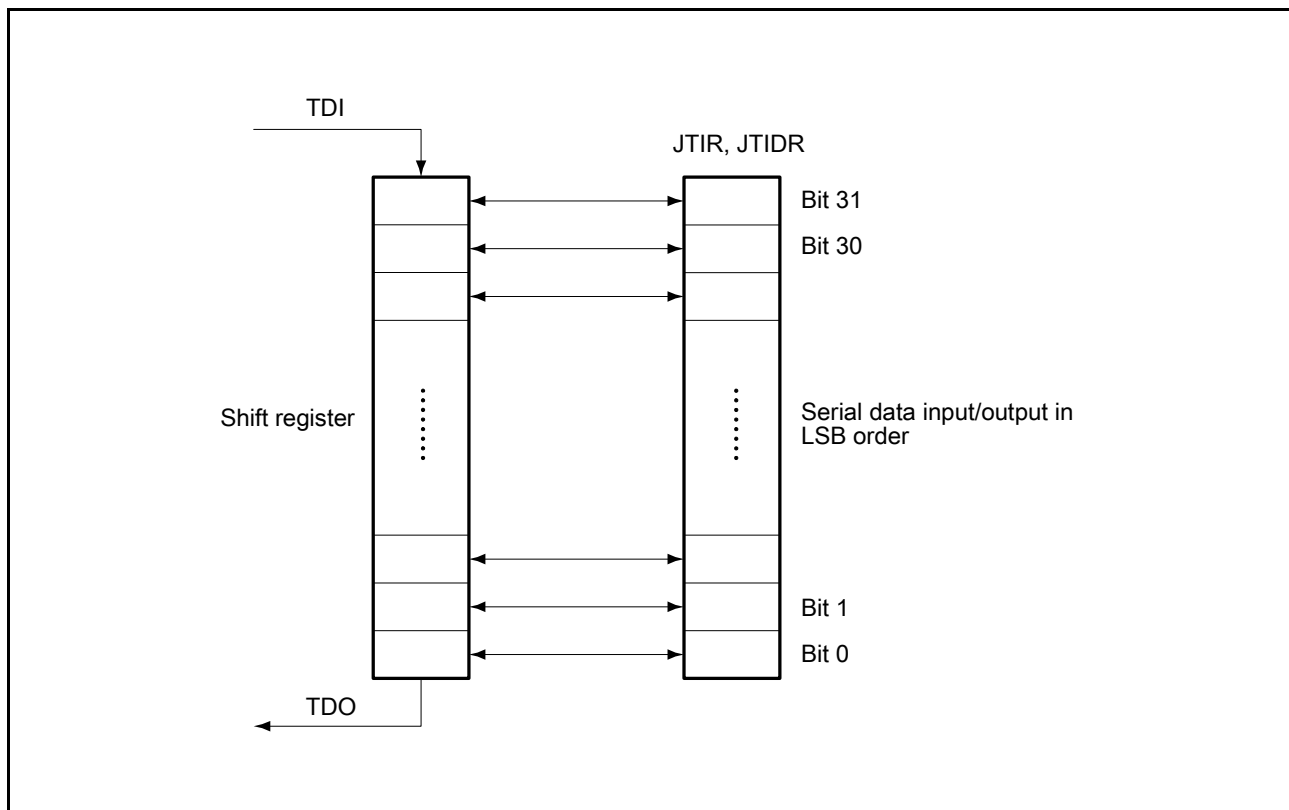 TDI
JTIR, JTIDR
Bit 31
Bit 30
Shift register
Serial data input/output in
LSB order
Bit 1
Bit 0
TDO